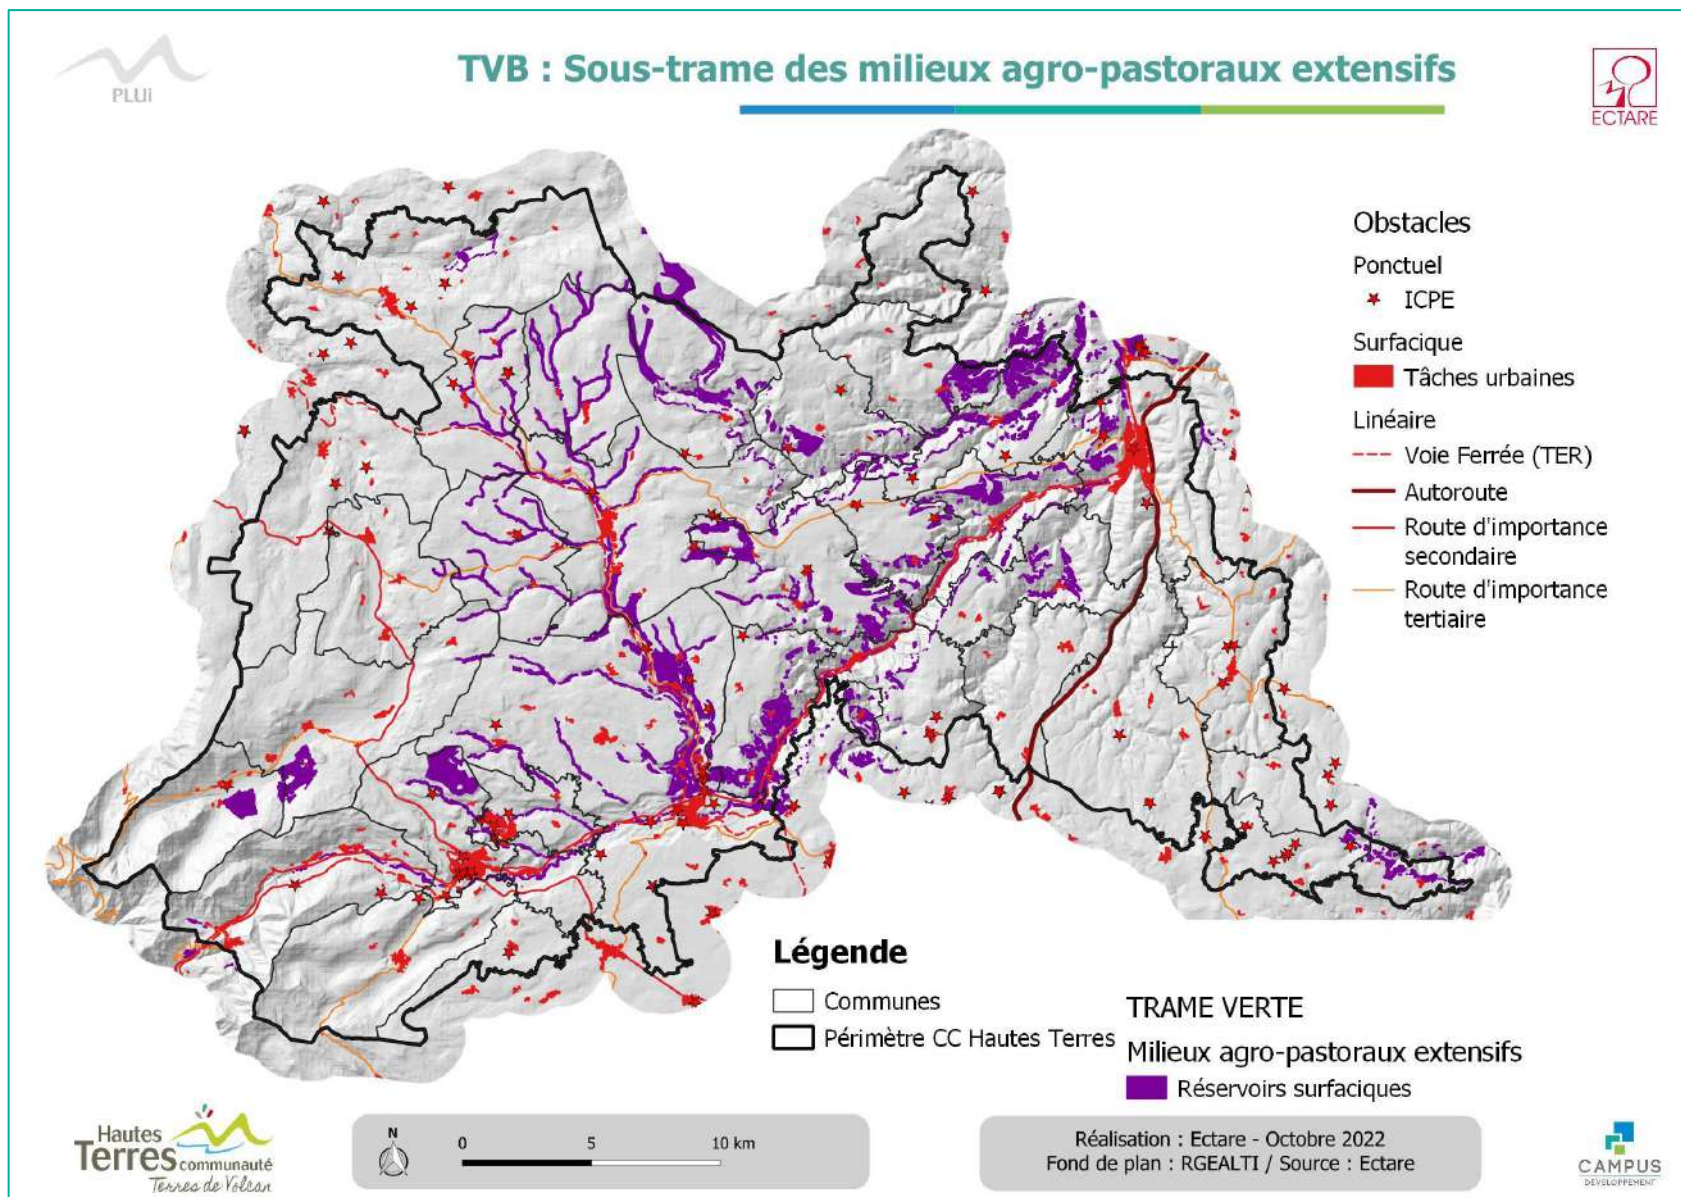 PLUi
TVB : Sous-trame des milieux agro-pastoraux extensifs
ECTARE
Obstacles
Ponctuel
ICPE
Surfacique
Tâches urbaines
Linéaire
Voie Ferrée (TER)
Autoroute
Route d'importance
secondaire
Route d'importance
tertiaire
Légende
Communes
Périmètre CC Hautes Terres
TRAME VERTE
Milieux agro-pastoraux extensifs
Réservoirs surfaciques
Hautes
Terres communauté
Terres de Volcan
N
0 5 10 km
Réalisation : Ectare - Octobre 2022
Fond de plan : RGEALTI / Source : Ectare
CAMPUS
DÉVELOPPEMENT